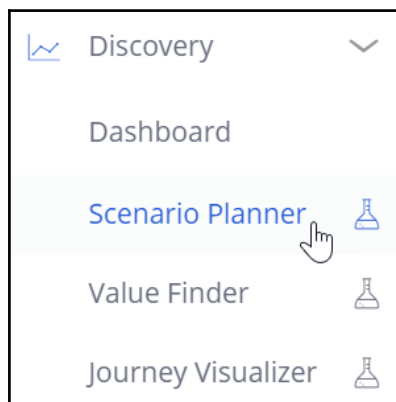 Discovery
Dashboard
Scenario Planner
Value Finder
Journey Visualizer